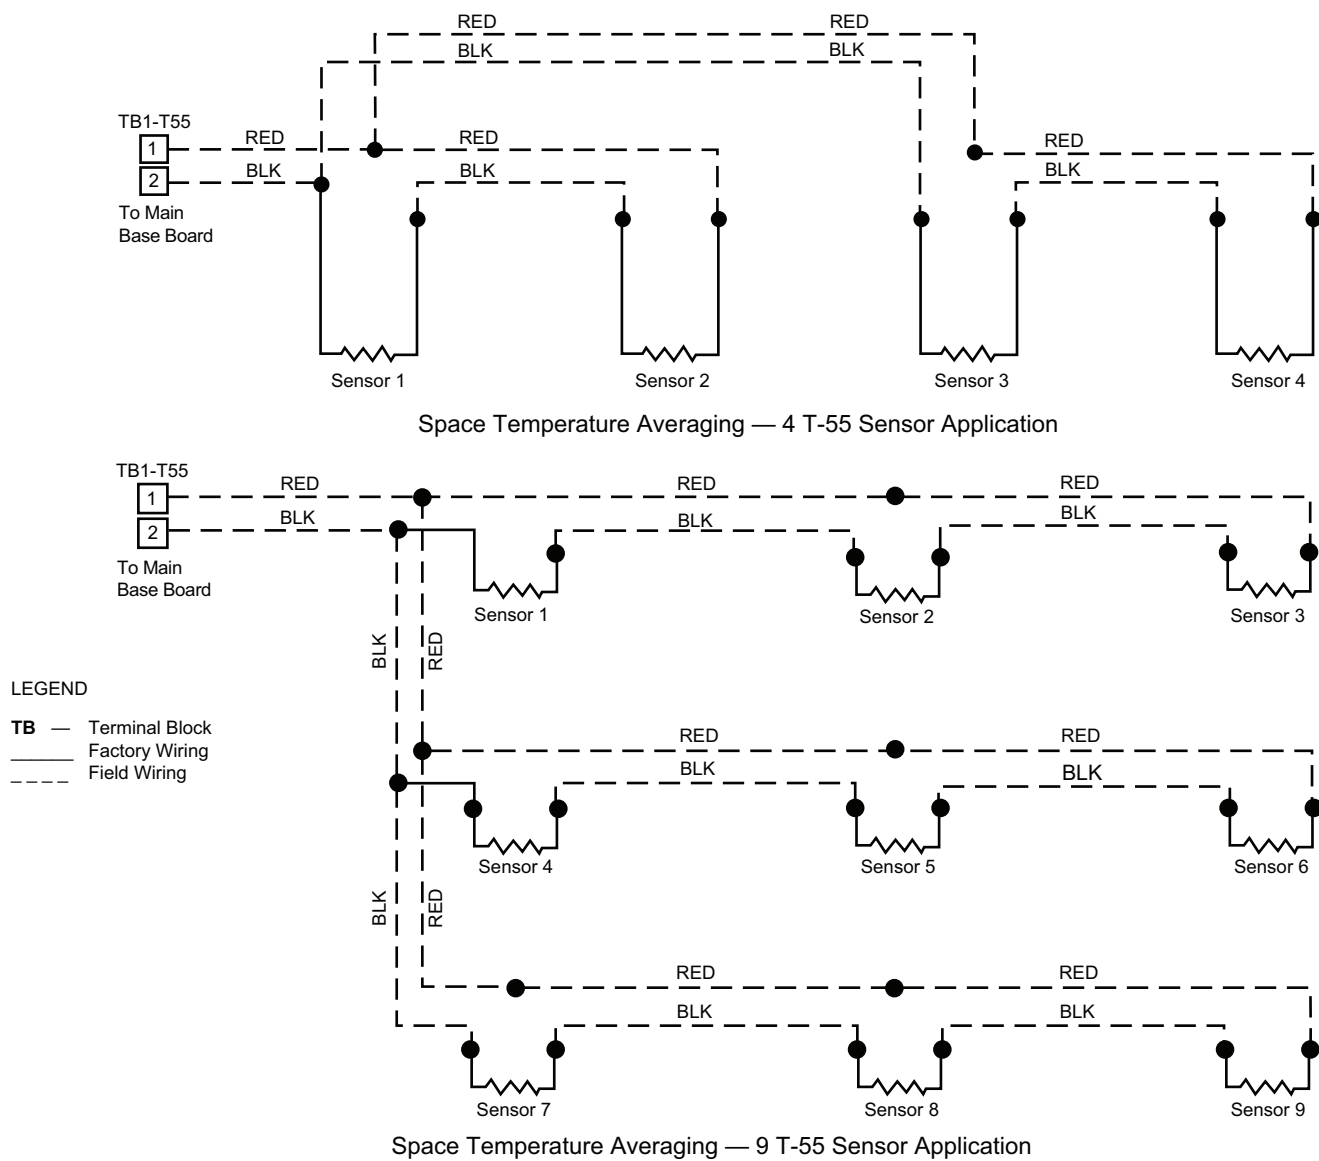 RED RED
BLK BLK
TB1-T55
1 RED RED RED
2 BLK BLK BLK
To Main
Base Board
Sensor 1 Sensor 2 Sensor 3 Sensor 4
Space Temperature Averaging — 4 T-55 Sensor Application
TB1-T55
1 RED RED RED
2 BLK BLK BLK
To Main
Base Board
Sensor 1 Sensor 2 Sensor 3
BLK RED
LEGEND
TB — Terminal Block
Factory Wiring
Field Wiring
RED RED
BLK BLK
Sensor 4 Sensor 5 Sensor 6
BLK RED
RED RED
BLK BLK
Sensor 7 Sensor 8 Sensor 9
Space Temperature Averaging — 9 T-55 Sensor Application